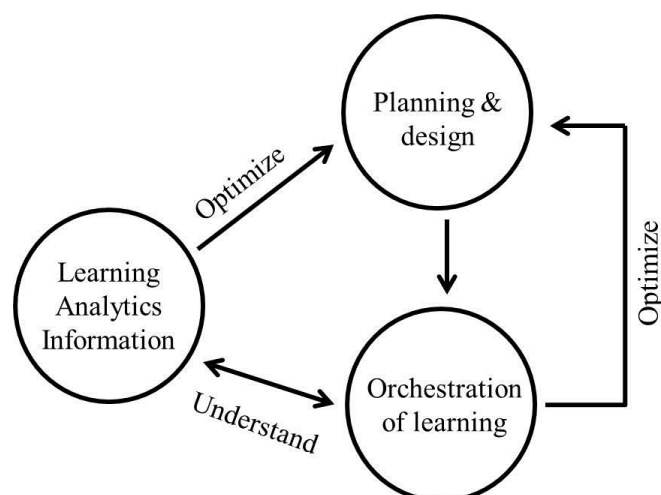 Planning &
design
Optimize
Learning
Analytics
Information
Optimize
Understand
Orchestration
of learning